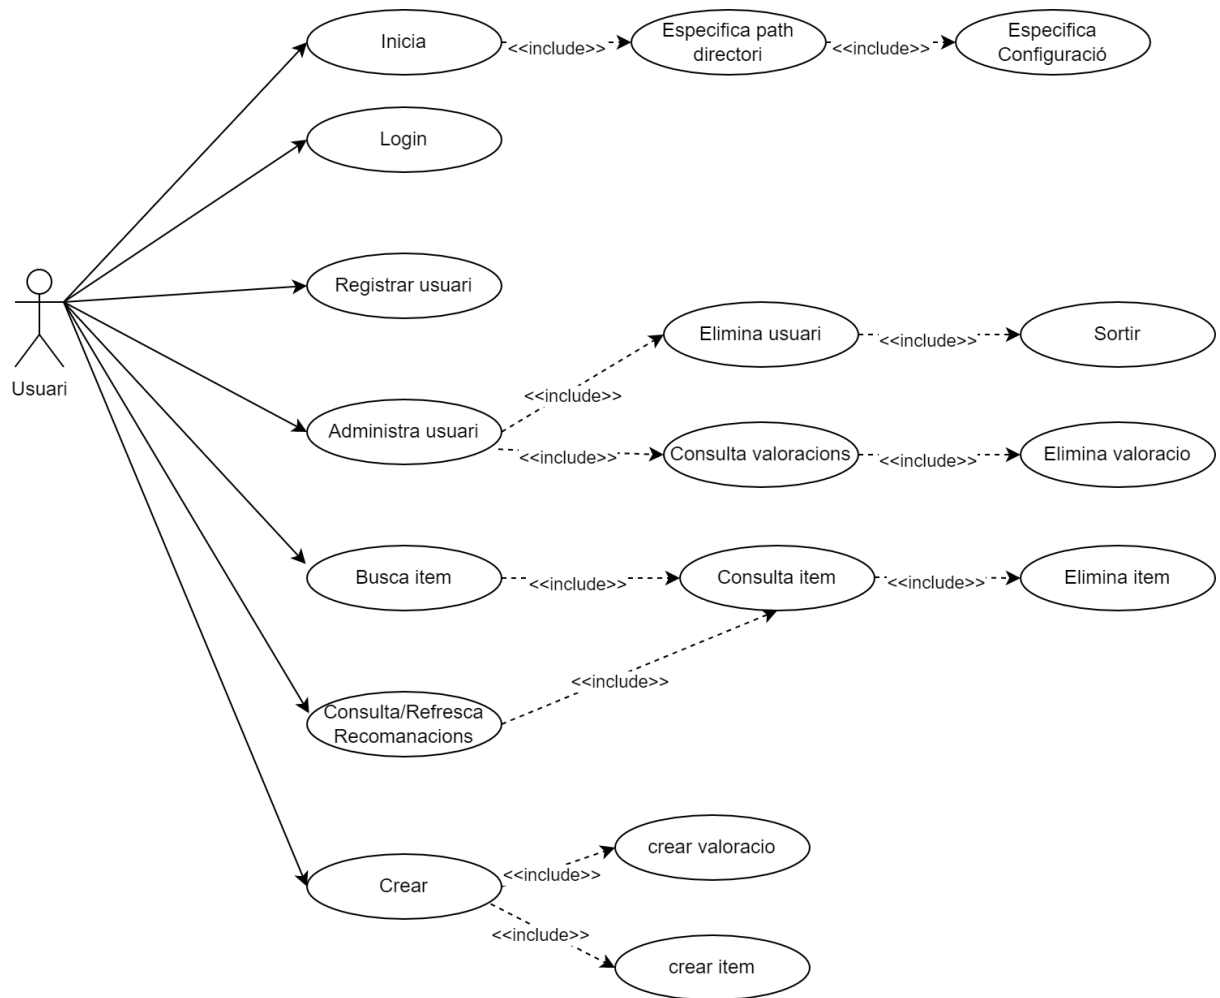 Inicia
<<include>>
Especifica path
directori
<<include>>
Especifica
Configuració
Login
Registrar usuari
Usuari
Elimina usuari
<<include>>
Sortir
<<include>>
Administra usuari
<<include>>
Consulta valoracions
<<include>>
Elimina valoracio
Busca item
<<include>>
Consulta item
<<include>>
Elimina item
<<include>>
Consulta/Refresca
Recomanacions
crear valoracio
<<include>>
Crear
<<include>>
crear item